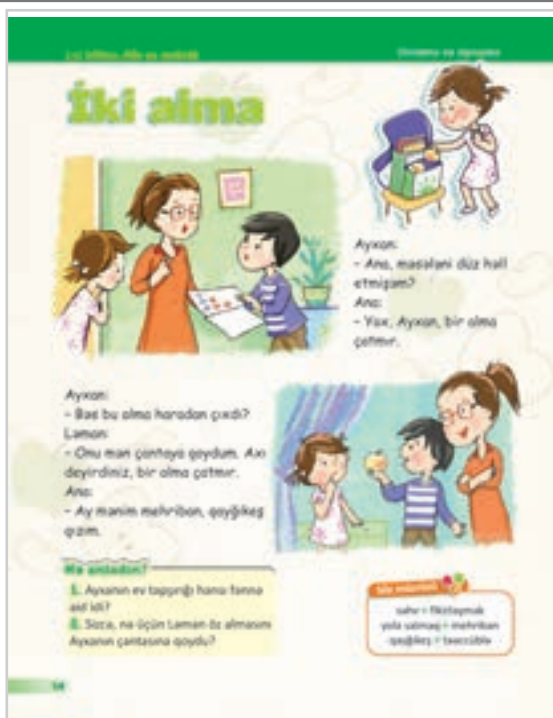 İki alma
Ayxan:
– Ana, məsələni düz həll
etmişəm?
Ana:
– Yox, Ayxan, bir alma
çatmır.
Ayxan:
– Bəs bu alma haradan çıxdı?
Ləman:
– Onu mən çantaya qoydum. Axı
deyirdiniz, bir alma çatmır.
Ana:
– Ay mənim mehriban, qayğıkeş
qızım.
Nə anladın?
1. Ayxanın ev tapşırığı hansı fənnə
aid idi?
2. Sizcə, nə üçün Ləman öz almasını
Ayxanın çantasına qoydu?
Söz ehtiyatı
səhv • fikirləşmək
yola salmaq • mehriban
qayğıkeş • təəccüblə